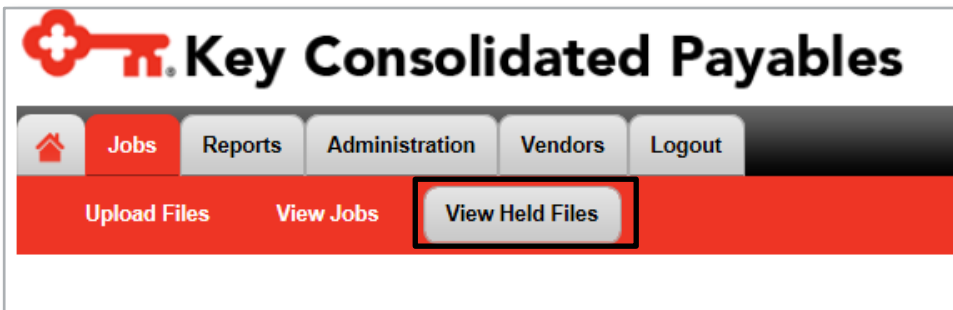 Key Consolidated Payables
Jobs Reports Administration Vendors Logout
Upload Files View Jobs View Held Files